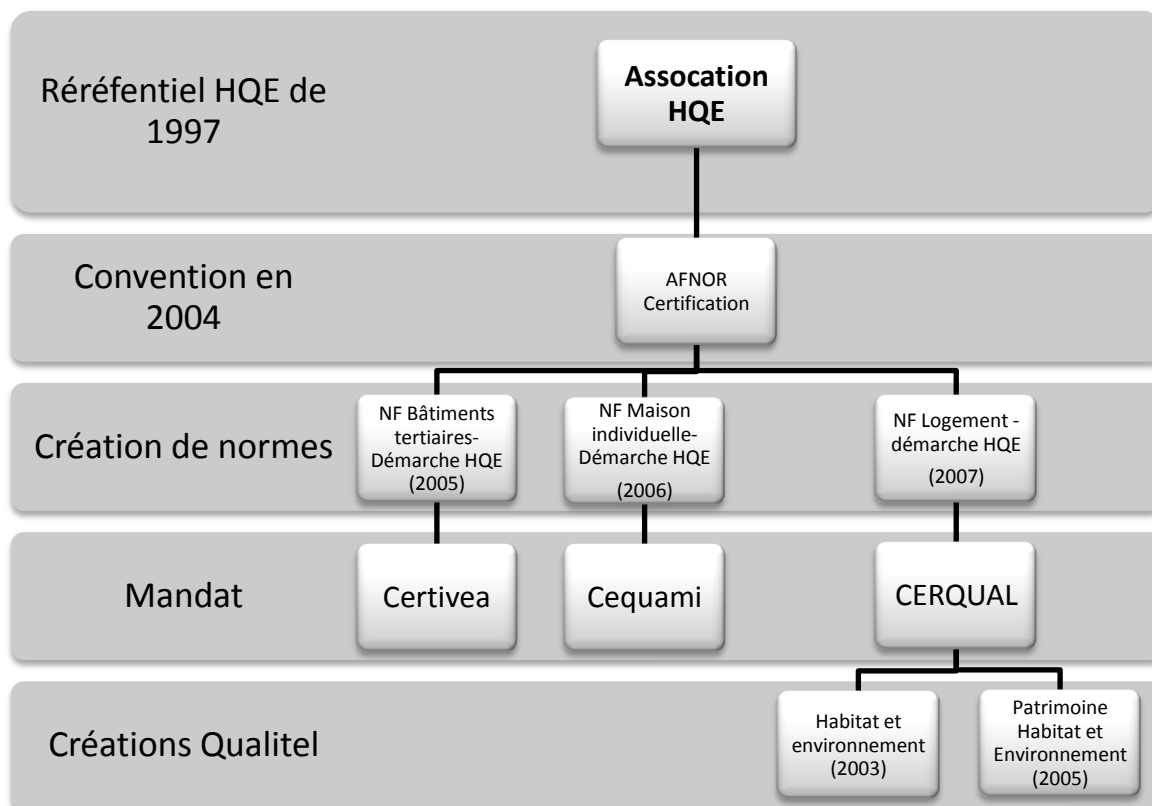 Réréfentiel HQE de
1997
Assocation
HQE
Convention en
2004
AFNOR
Certification
Création de normes
NF Bâtiments
tertiaires-
Démarche HQE
(2005)
NF Maison
individuelle-
Démarche HQE
(2006)
NF Logement -
démarche HQE
(2007)
Mandat
Certivea
Cequami
CERQUAL
Créations Qualitel
Habitat et
environnement
(2003)
Patrimoine
Habitat et
Environnement
(2005)